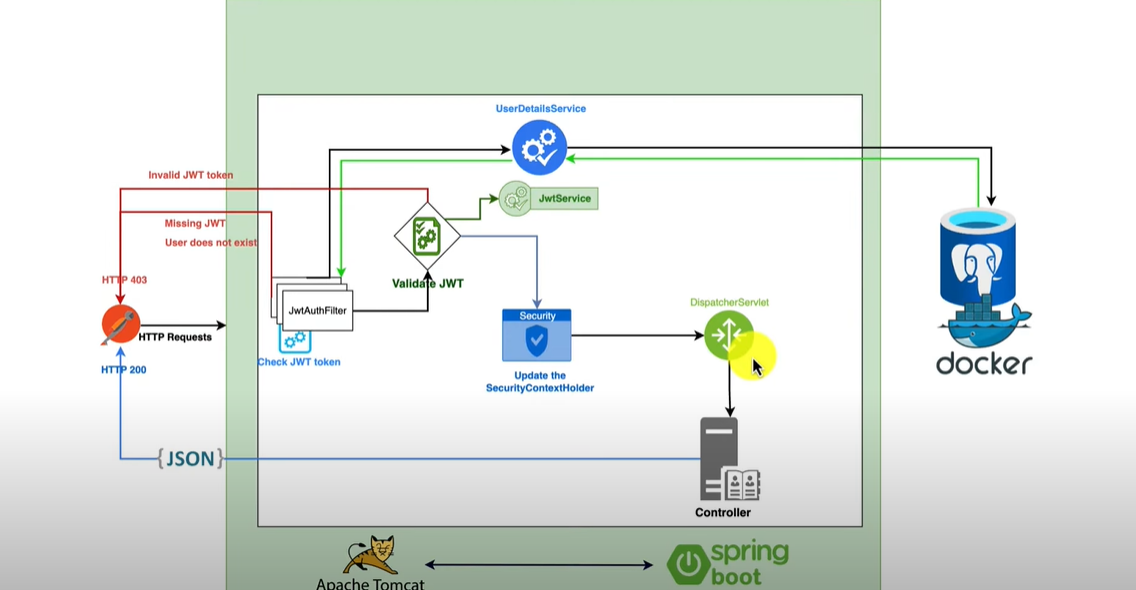 UserDetailsService
Invalid JWT token
JwtService
Missing JWT
User does not exist
HTTP 403
Validate JWT
JwtAuthFilter
DispatcherServlet
Security
HTTP Requests
Check JWT token
HTTP 200
Update the
SecurityContextHolder
docker
{JSON}
Controller
Apache Tomcat
spring
boot